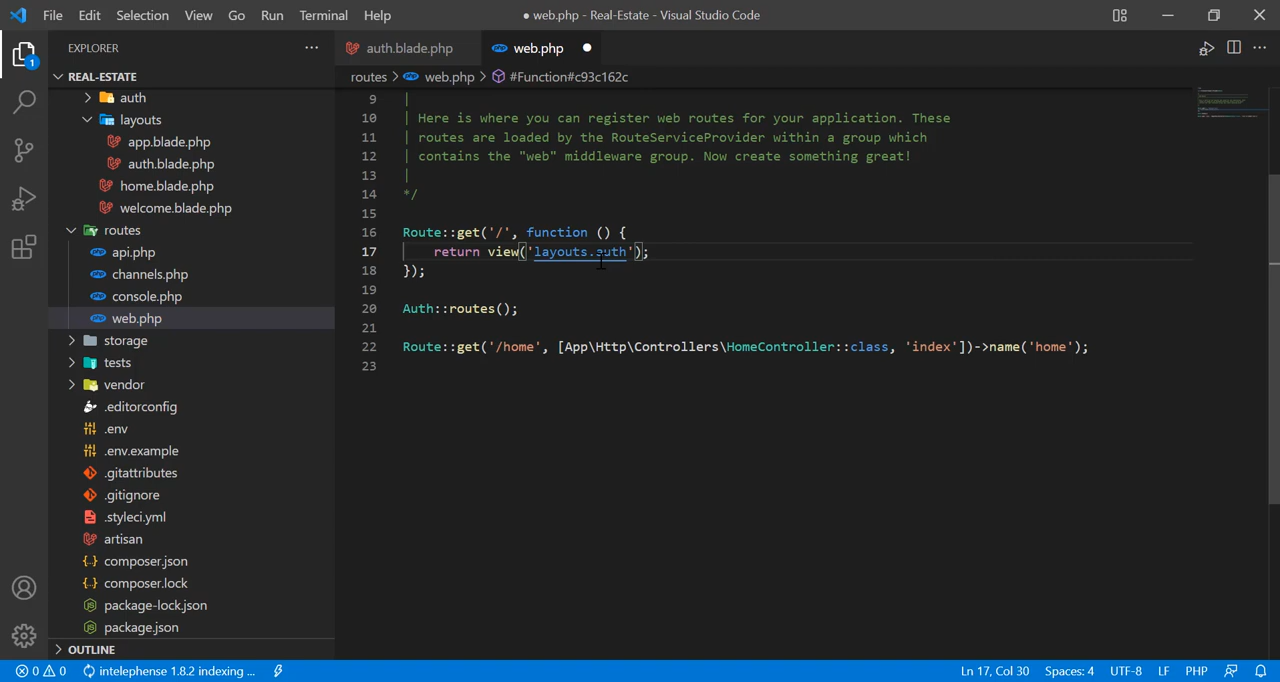 File Edit Selection View Go Run Terminal Help ● web.php - Real-Estate - Visual Studio Code
EXPLORER ···
auth.blade.php web.php ●
REAL-ESTATE
routes > web.php > #Function#c93c162c
auth
layouts
app.blade.php
auth.blade.php
home.blade.php
welcome.blade.php
routes
api.php
channels.php
console.php
web.php
storage
tests
vendor
.editorconfig
.env
.env.example
.gitattributes
.gitignore
.styleci.yml
artisan
composer.json
composer.lock
package-lock.json
package.json
OUTLINE
9 |
10 | Here is where you can register web routes for your application. These
11 | routes are loaded by the RouteServiceProvider within a group which
12 | contains the "web" middleware group. Now create something great!
13 |
14 */
15
16 Route::get('/', function () {
17 return view('layouts.auth');
18 });
19
20 Auth::routes();
21
22 Route::get('/home', [App\Http\Controllers\HomeController::class, 'index'])->name('home');
23
1
0 0 intelephense 1.8.2 indexing ... Ln 17, Col 30 Spaces: 4 UTF-8 LF PHP